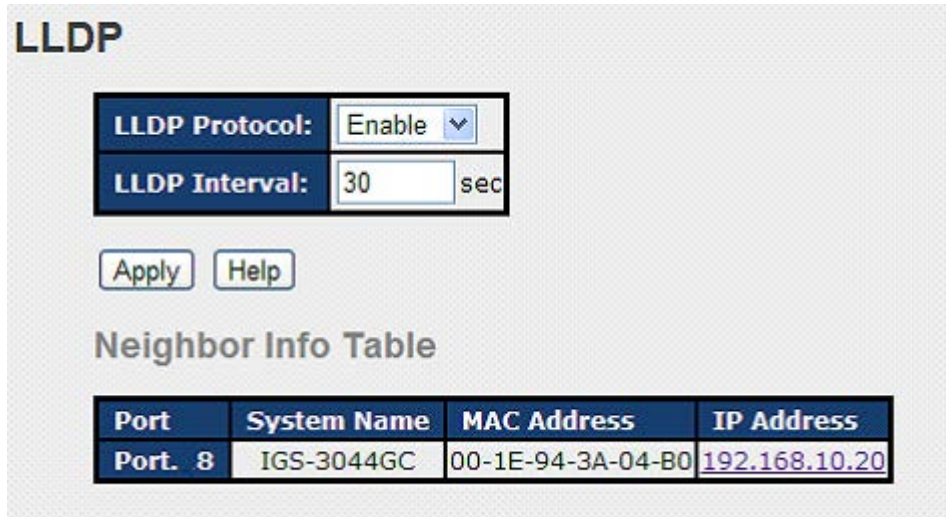 LLDP
LLDP Protocol: Enable
LLDP Interval: 30 sec
Apply Help
Neighbor Info Table
Port System Name MAC Address IP Address
Port. 8 IGS-3044GC 00-1E-94-3A-04-B0 192.168.10.20